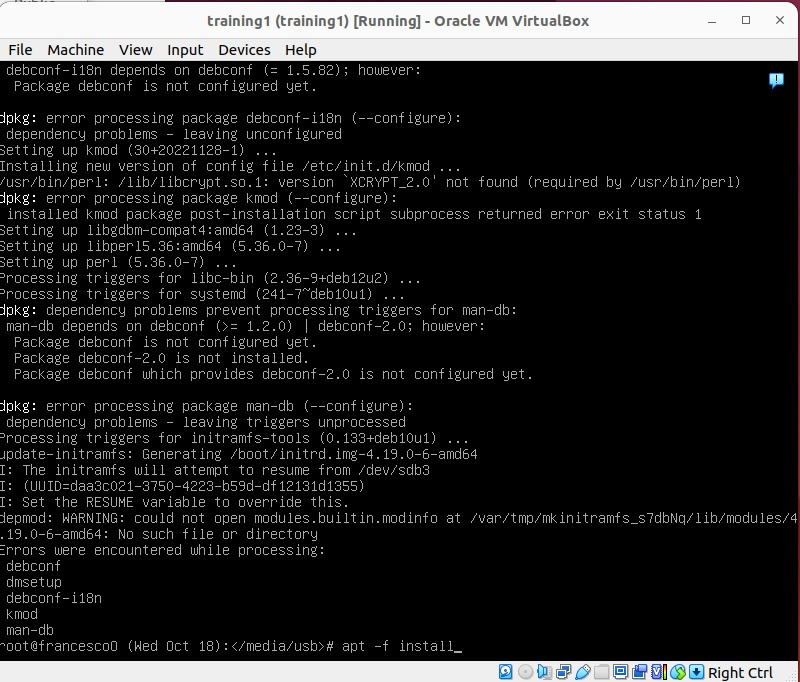 training1 (training1) [Running] - Oracle VM VirtualBox
File Machine View Input Devices Help
debconf-i18n depends on debconf (= 1.5.82); however:
Package debconf is not configured yet.
dpkg: error processing package debconf-i18n (--configure):
dependency problems - leaving unconfigured
Setting up kmod (30+20221128-1) ...
Installing new version of config file /etc/init.d/kmod ...
/usr/bin/perl: /lib/libcrypt.so.1: version `XCRYPT_2.0' not found (required by /usr/bin/perl)
dpkg: error processing package kmod (--configure):
installed kmod package post-installation script subprocess returned error exit status 1
Setting up libgdbm-compat4:amd64 (1.23-3) ...
Setting up libperl5.36:amd64 (5.36.0-7) ...
Setting up perl (5.36.0-7) ...
Processing triggers for libc-bin (2.36-9+deb12u2) ...
Processing triggers for systemd (241-7~deb10u1) ...
dpkg: dependency problems prevent processing triggers for man-db:
man-db depends on debconf (>= 1.2.0) | debconf-2.0; however:
Package debconf is not configured yet.
Package debconf-2.0 is not installed.
Package debconf which provides debconf-2.0 is not configured yet.
dpkg: error processing package man-db (--configure):
dependency problems - leaving triggers unprocessed
Processing triggers for initramfs-tools (0.133+deb10u1) ...
update-initramfs: Generating /boot/initrd.img-4.19.0-6-amd64
I: The initramfs will attempt to resume from /dev/sdb3
I: (UUID=daa3c021-3750-4223-b59d-df12131d1355)
I: Set the RESUME variable to override this.
depmod: WARNING: could not open modules.builtin.modinfo at /var/tmp/mkinitramfs_s7dbNq/lib/modules/4
.19.0-6-amd64: No such file or directory
Errors were encountered while processing:
debconf
dmsetup
debconf-i18n
kmod
man-db
root@francesco0 (Wed Oct 18):</media/usb># apt -f install_
Right Ctrl